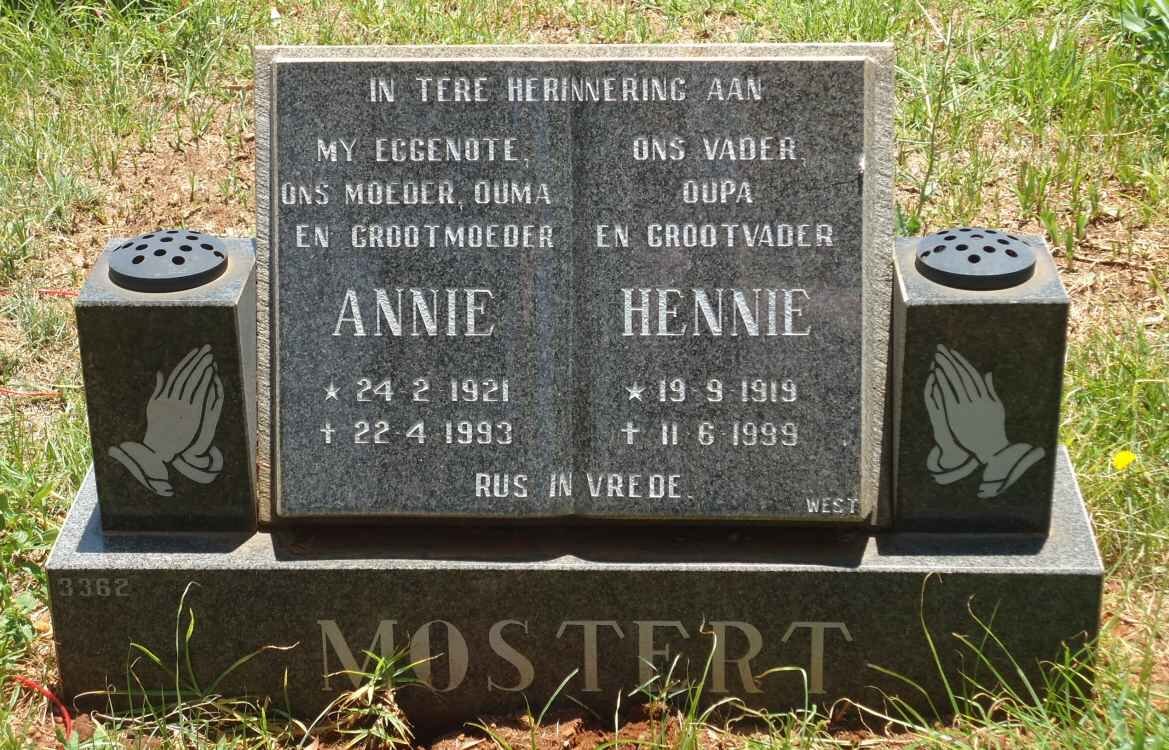 IN TERE HERINNERING AAN
MY EGGENOTE,
ONS MOEDER, OUMA
EN GROOTMOEDER
ANNIE
★ 24-2 1921
† 22-4 1993
ONS VADER,
OUPA
EN GROOTVADER
HENNIE
★ 19-9-1919
† 11-6-1999
RUS IN VREDE.
WEST
3362
MOSTERT